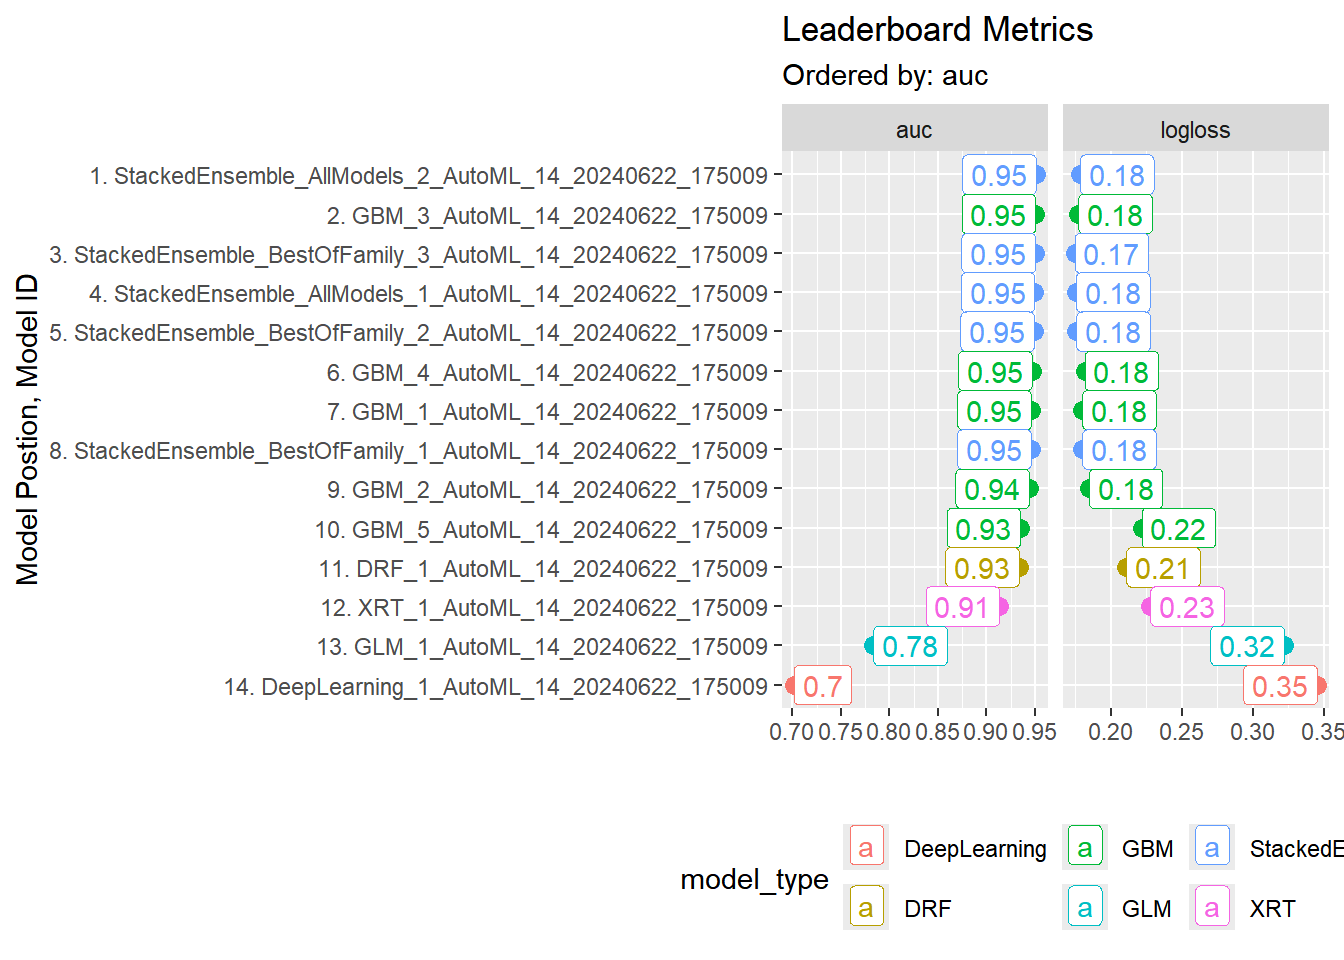 Leaderboard Metrics
Ordered by: auc
auc logloss
Model Postion, Model ID
1. StackedEnsemble_AllModels_2_AutoML_14_20240622_175009 0.95 0.18
2. GBM_3_AutoML_14_20240622_175009 0.95 0.18
3. StackedEnsemble_BestOfFamily_3_AutoML_14_20240622_175009 0.95 0.17
4. StackedEnsemble_AllModels_1_AutoML_14_20240622_175009 0.95 0.18
5. StackedEnsemble_BestOfFamily_2_AutoML_14_20240622_175009 0.95 0.18
6. GBM_4_AutoML_14_20240622_175009 0.95 0.18
7. GBM_1_AutoML_14_20240622_175009 0.95 0.18
8. StackedEnsemble_BestOfFamily_1_AutoML_14_20240622_175009 0.95 0.18
9. GBM_2_AutoML_14_20240622_175009 0.94 0.18
10. GBM_5_AutoML_14_20240622_175009 0.93 0.22
11. DRF_1_AutoML_14_20240622_175009 0.93 0.21
12. XRT_1_AutoML_14_20240622_175009 0.91 0.23
13. GLM_1_AutoML_14_20240622_175009 0.78 0.32
14. DeepLearning_1_AutoML_14_20240622_175009 0.7 0.35
0.70 0.75 0.80 0.85 0.90 0.95 0.20 0.25 0.30 0.35
model_type
a DeepLearning a GBM a StackedE
a DRF a GLM a XRT